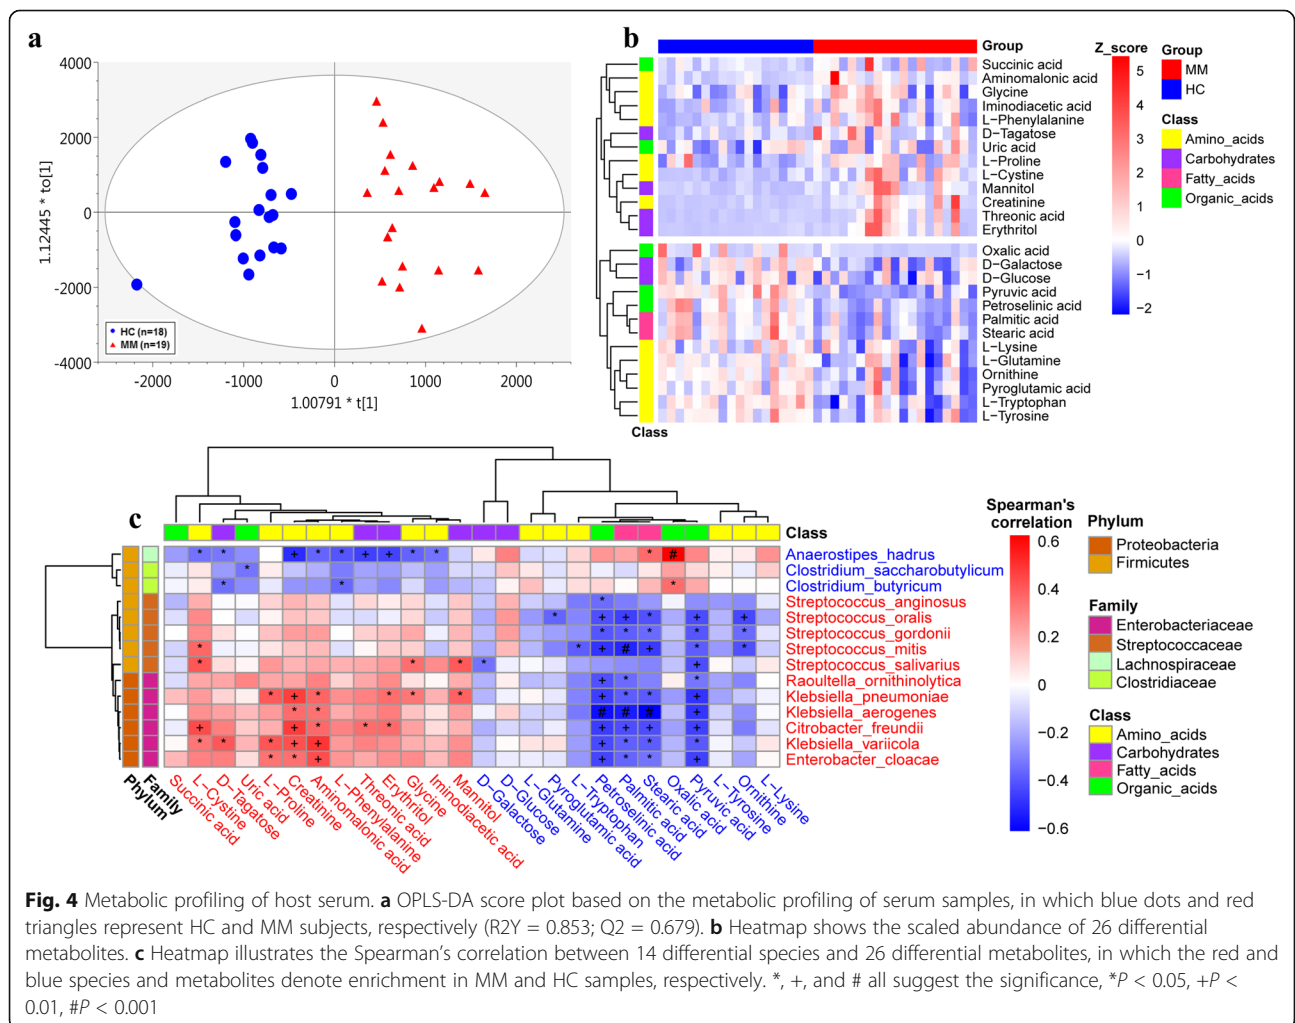 a
4000
2000
0
-2000
-4000
-2000
-1000
0
1000
2000
1.12445 * to[1]
1.00791 * t[1]
HC (n=18)
MM (n=19)
b
Group
Succinic acid
Aminomalonic acid
Glycine
Iminodiacetic acid
L−Phenylalanine
D−Tagatose
Uric acid
L−Proline
L−Cystine
Mannitol
Creatinine
Threonic acid
Erythritol
Oxalic acid
D−Galactose
D−Glucose
Pyruvic acid
Petroselinic acid
Palmitic acid
Stearic acid
L−Lysine
L−Glutamine
Ornithine
Pyroglutamic acid
L−Tryptophan
L−Tyrosine
Class
Z_score
5
4
3
2
1
0
−1
−2
Group
MM
HC
Class
Amino_acids
Carbohydrates
Fatty_acids
Organic_acids
c
Class
Anaerostipes_hadrus
Clostridium_saccharobutylicum
Clostridium_butyricum
Streptococcus_anginosus
Streptococcus_oralis
Streptococcus_gordonii
Streptococcus_mitis
Streptococcus_salivarius
Raoultella_ornithinolytica
Klebsiella_pneumoniae
Klebsiella_aerogenes
Citrobacter_freundii
Klebsiella_variicola
Enterobacter_cloacae
Phylum
Family
Succinic acid
L−Cystine
D−Tagatose
Uric acid
L−Proline
Creatinine
Aminomalonic acid
L−Phenylalanine
Threonic acid
Erythritol
Glycine
Iminodiacetic acid
Mannitol
D−Galactose
D−Glucose
L−Glutamine
Pyroglutamic acid
L−Tryptophan
Petroselinic acid
Palmitic acid
Stearic acid
Oxalic acid
Pyruvic acid
L−Tyrosine
Ornithine
L−Lysine
Spearman's
correlation
0.6
0.4
0.2
0
−0.2
−0.4
−0.6
Phylum
Proteobacteria
Firmicutes
Family
Enterobacteriaceae
Streptococcaceae
Lachnospiraceae
Clostridiaceae
Class
Amino_acids
Carbohydrates
Fatty_acids
Organic_acids
Fig. 4 Metabolic profiling of host serum. a OPLS-DA score plot based on the metabolic profiling of serum samples, in which blue dots and red
triangles represent HC and MM subjects, respectively (R2Y = 0.853; Q2 = 0.679). b Heatmap shows the scaled abundance of 26 differential
metabolites. c Heatmap illustrates the Spearman's correlation between 14 differential species and 26 differential metabolites, in which the red and
blue species and metabolites denote enrichment in MM and HC samples, respectively. *, +, and # all suggest the significance, *P < 0.05, +P <
0.01, #P < 0.001